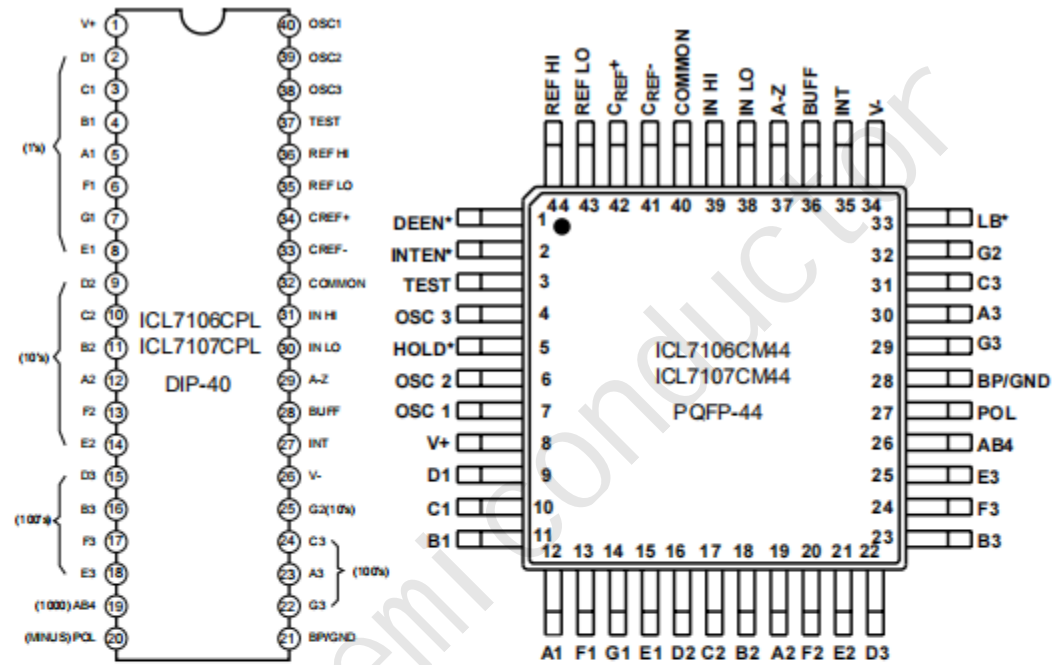 V+ 1 40 OSC1
D1 2 39 OSC2
C1 3 38 OSC3
B1 4 37 TEST
(1's)
A1 5 36 REF HI
F1 6 35 REF LO
G1 7 34 CREF+
E1 8 33 CREF-
D2 9 32 COMMON
C2 10 31 IN HI
ICL7106CPL
B2 11 30 IN LO
ICL7107CPL
(10's)
A2 12 29 A-Z
DIP-40
F2 13 28 BUFF
E2 14 27 INT
D3 15 26 V-
B3 16 25 G2(10's)
(100's)
F3 17 24 C3
E3 18 23 A3
(100's)
(1000) AB4 19 22 G3
(MINUS) POL 20 21 BP/GND
REF HI
REF LO
CREF+
CREF-
COMMON
IN HI
IN LO
A-Z
BUFF
INT
V-
44 43 42 41 40 39 38 37 36 35 34
DEEN* 1 33 LB*
INTEN* 2 32 G2
TEST 3 31 C3
OSC 3 4 30 A3
HOLD* 5 29 G3
OSC 2 6 28 BP/GND
OSC 1 7 27 POL
V+ 8 26 AB4
D1 9 25 E3
C1 10 24 F3
B1 11 23 B3
ICL7106CM44
ICL7107CM44
PQFP-44
12 13 14 15 16 17 18 19 20 21 22
A1 F1 G1 E1 D2 C2 B2 A2 F2 E2 D3
emi conductor